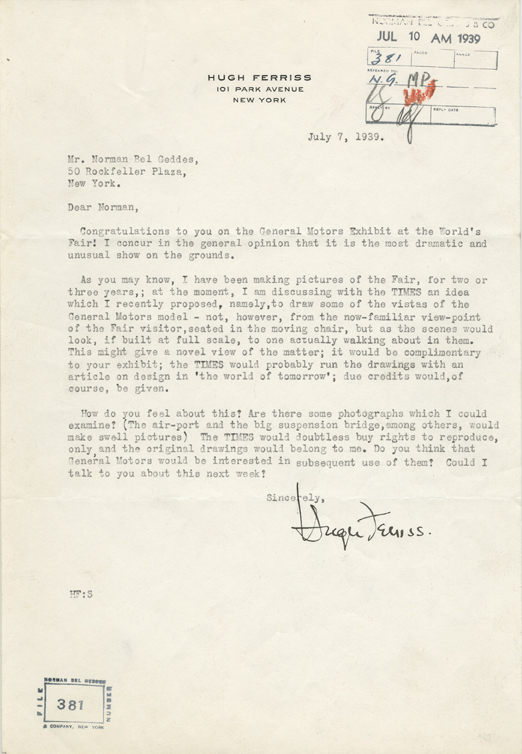 NORMAN BEL GEDDES & CO
JUL 10 AM 1939
FILE
381
REFERRED TO
H.G. MP
REPLY DATE
HUGH FERRISS
101 PARK AVENUE
NEW YORK
July 7, 1939.
Mr. Norman Bel Geddes,
50 Rockfeller Plaza,
New York.
Dear Norman,
Congratulations to you on the General Motors Exhibit at the World's
Fair! I concur in the general opinion that it is the most dramatic and
unusual show on the grounds.
As you may know, I have been making pictures of the Fair, for two or
three years,; at the moment, I am discussing with the TIMES an idea
which I recently proposed, namely,to draw some of the vistas of the
General Motors model - not, however, from the now-familiar view-point
of the Fair visitor,seated in the moving chair, but as the scenes would
look, if built at full scale, to one actually walking about in them.
This might give a novel view of the matter; it would be complimentary
to your exhibit; the TIMES would probably run the drawings with an
article on design in 'the world of tomorrow'; due credits would,of
course, be given.
How do you feel about this? Are there some photographs which I could
examine? (The air-port and the big suspension bridge,among others, would
make swell pictures) The TIMES would doubtless buy rights to reproduce,
only, and the original drawings would belong to me. Do you think that
General Motors would be interested in subsequent use of them? Could I
talk to you about this next week?
Sincerely,
Hugh Ferriss.
HF:S
NORMAN BEL GEDDES
FILE
381
NUMBER
& COMPANY, NEW YORK